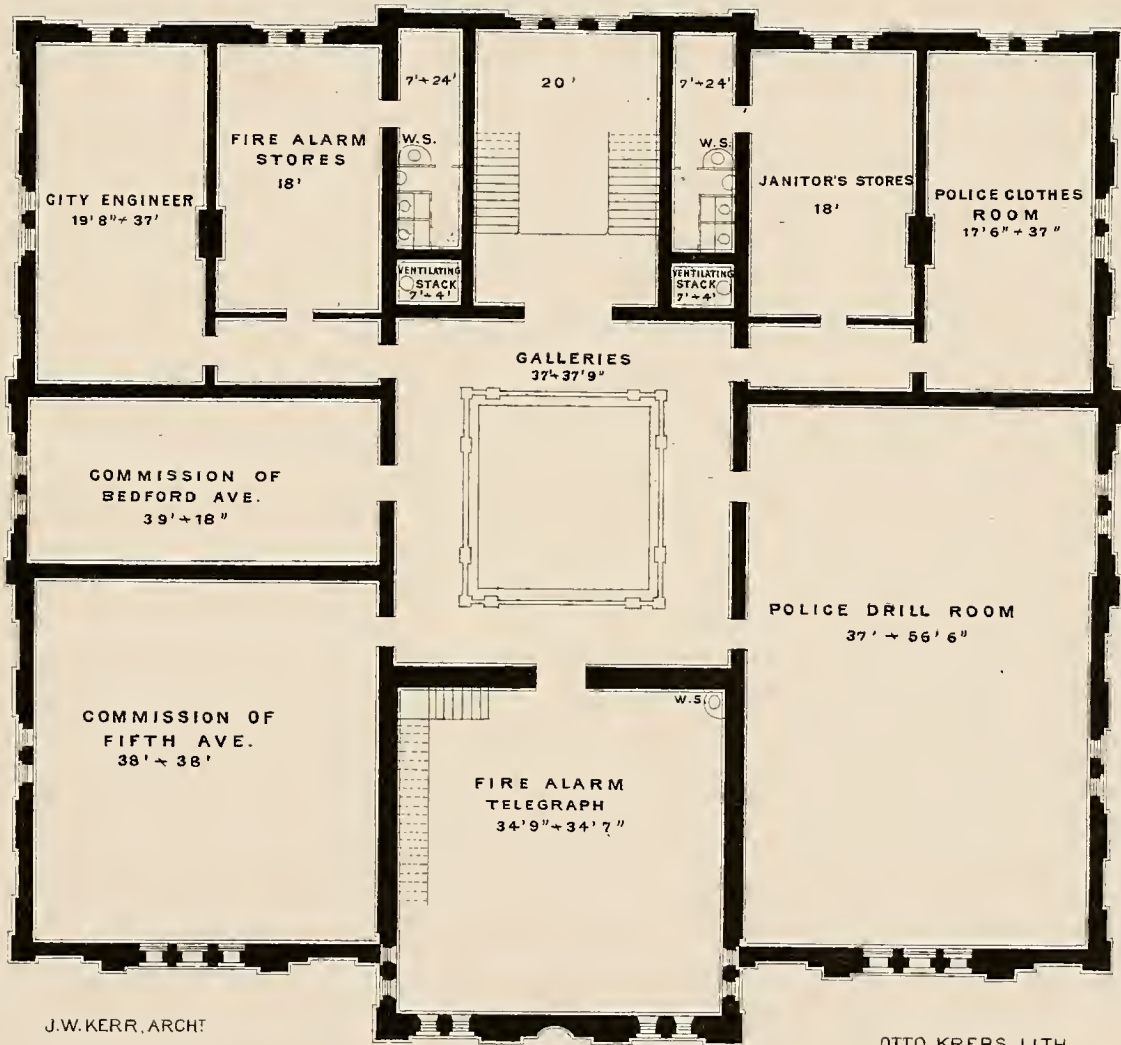 7'+24'
20'
7'+24'
FIRE ALARM
STORES
18'
W.S.
W.S.
JANITOR'S STORES
18'
CITY ENGINEER
19'8"+37'
POLICE CLOTHES
ROOM
17'6"+37"
VENTILATING
STACK
7'+4'
VENTILATING
STACK
7'+4'
GALLERIES
37'+37'9"
COMMISSION OF
BEDFORD AVE.
39'+18"
POLICE DRILL ROOM
37'+56'6"
COMMISSION OF
FIFTH AVE.
38'+38'
W.S.
FIRE ALARM
TELEGRAPH
34'9"+34'7"
J.W. KERR, ARCHT
OTTO KREBS, LITH